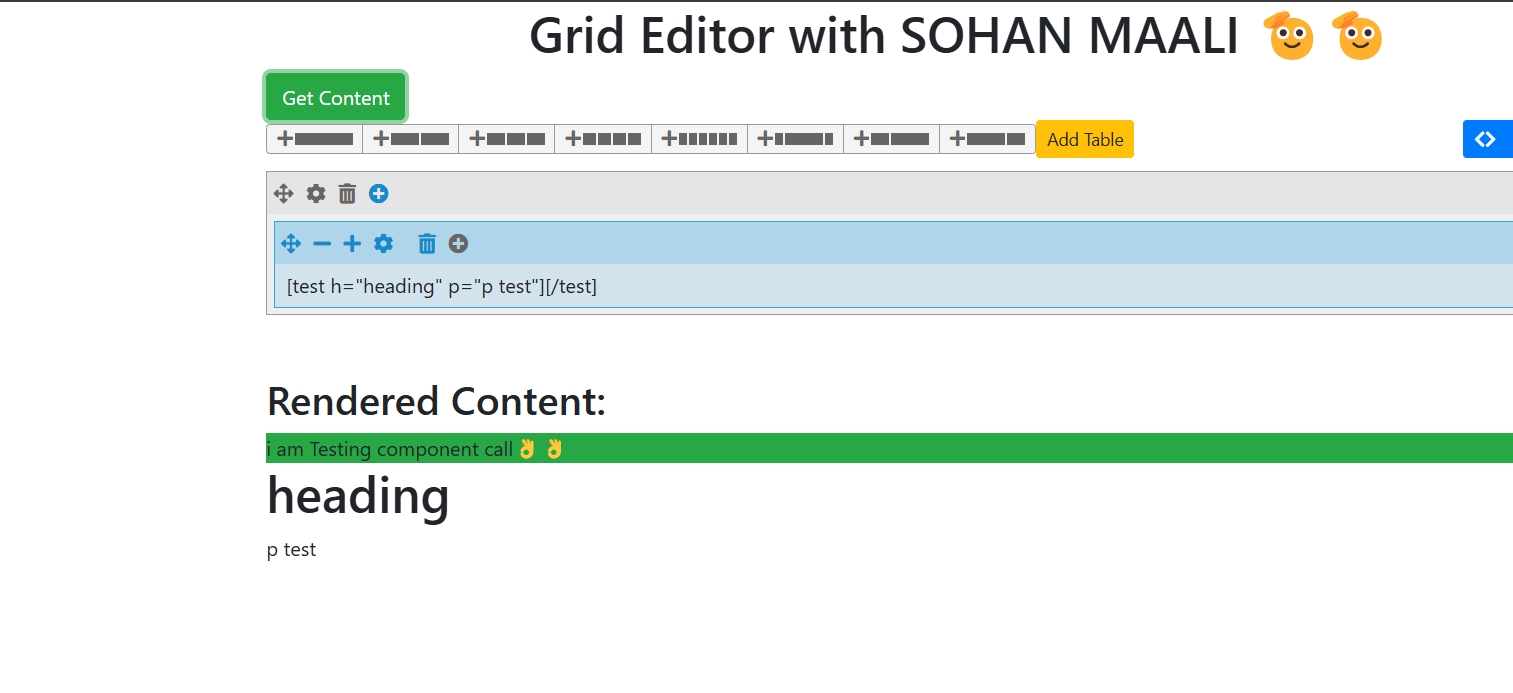 Grid Editor with SOHAN MAALI 🫡 🫡
Get Content
Add Table
[test h="heading" p="p test"][/test]
Rendered Content:
i am Testing component call👌 👌
heading
p test